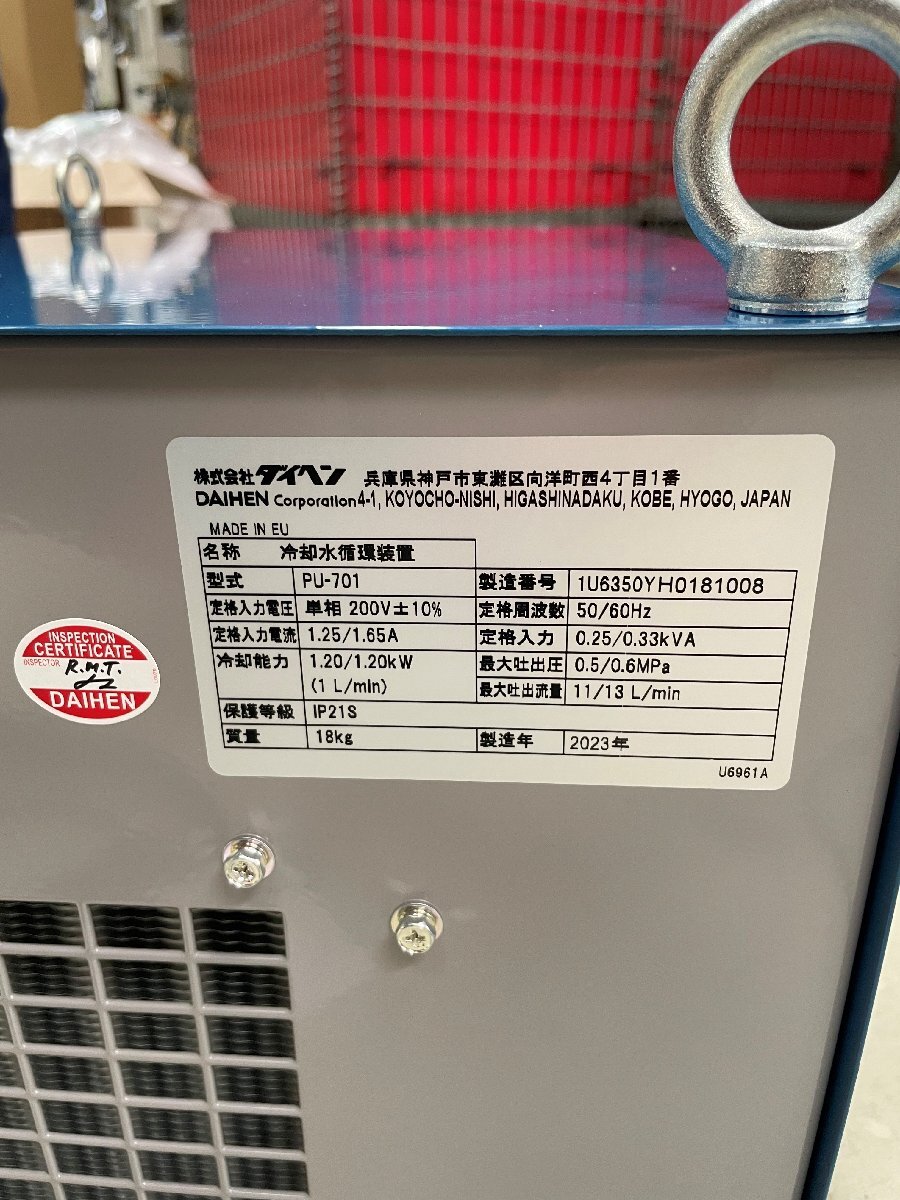 株式会社 ダイヘン 兵庫県神戸市東灘区向洋町西4丁目1番
DAIHEN Corporation 4-1, KOYOCHO-NISHI, HIGASHINADAKU, KOBE, HYOGO, JAPAN
MADE IN EU
名称 冷却水循環装置
型式 PU-701 製造番号 1U6350YH0181008
定格入力電圧 単相 200V±10% 定格周波数 50/60Hz
定格入力電流 1.25/1.65A 定格入力 0.25/0.33kVA
冷却能力 1.20/1.20kW 最大吐出圧 0.5/0.6MPa
(1 L/min) 最大吐出流量 11/13 L/min
保護等級 IP21S
質量 18kg 製造年 2023年
U6961A
INSPECTION
CERTIFICATE
INSPECTOR R.M.T.
DAIHEN